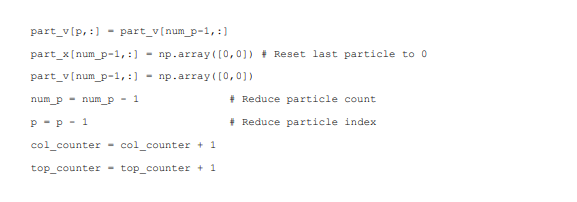 part_v[p,:] = part_v[num_p-1,:]
part_x[num_p-1,:] = np.array([0,0]) # Reset last particle to 0
part_v[num_p-1,:] = np.array([0,0])
num_p = num_p - 1 # Reduce particle count
p = p - 1 # Reduce particle index
col_counter = col_counter + 1
top_counter = top_counter + 1